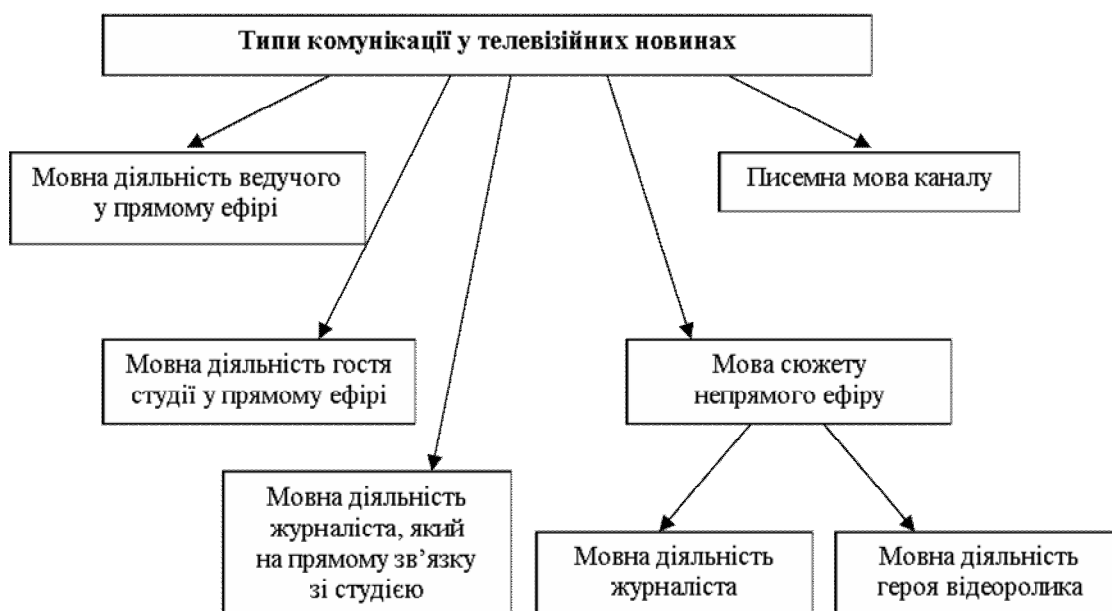 Типи комунікації у телевізійних новинах
Мовна діяльність ведучого
у прямому ефірі
Писемна мова каналу
Мовна діяльність гостя
студії у прямому ефірі
Мова сюжету
непрямого ефіру
Мовна діяльність
журналіста, який
на прямому зв’язку
зі студією
Мовна діяльність
журналіста
Мовна діяльність
героя відеоролика